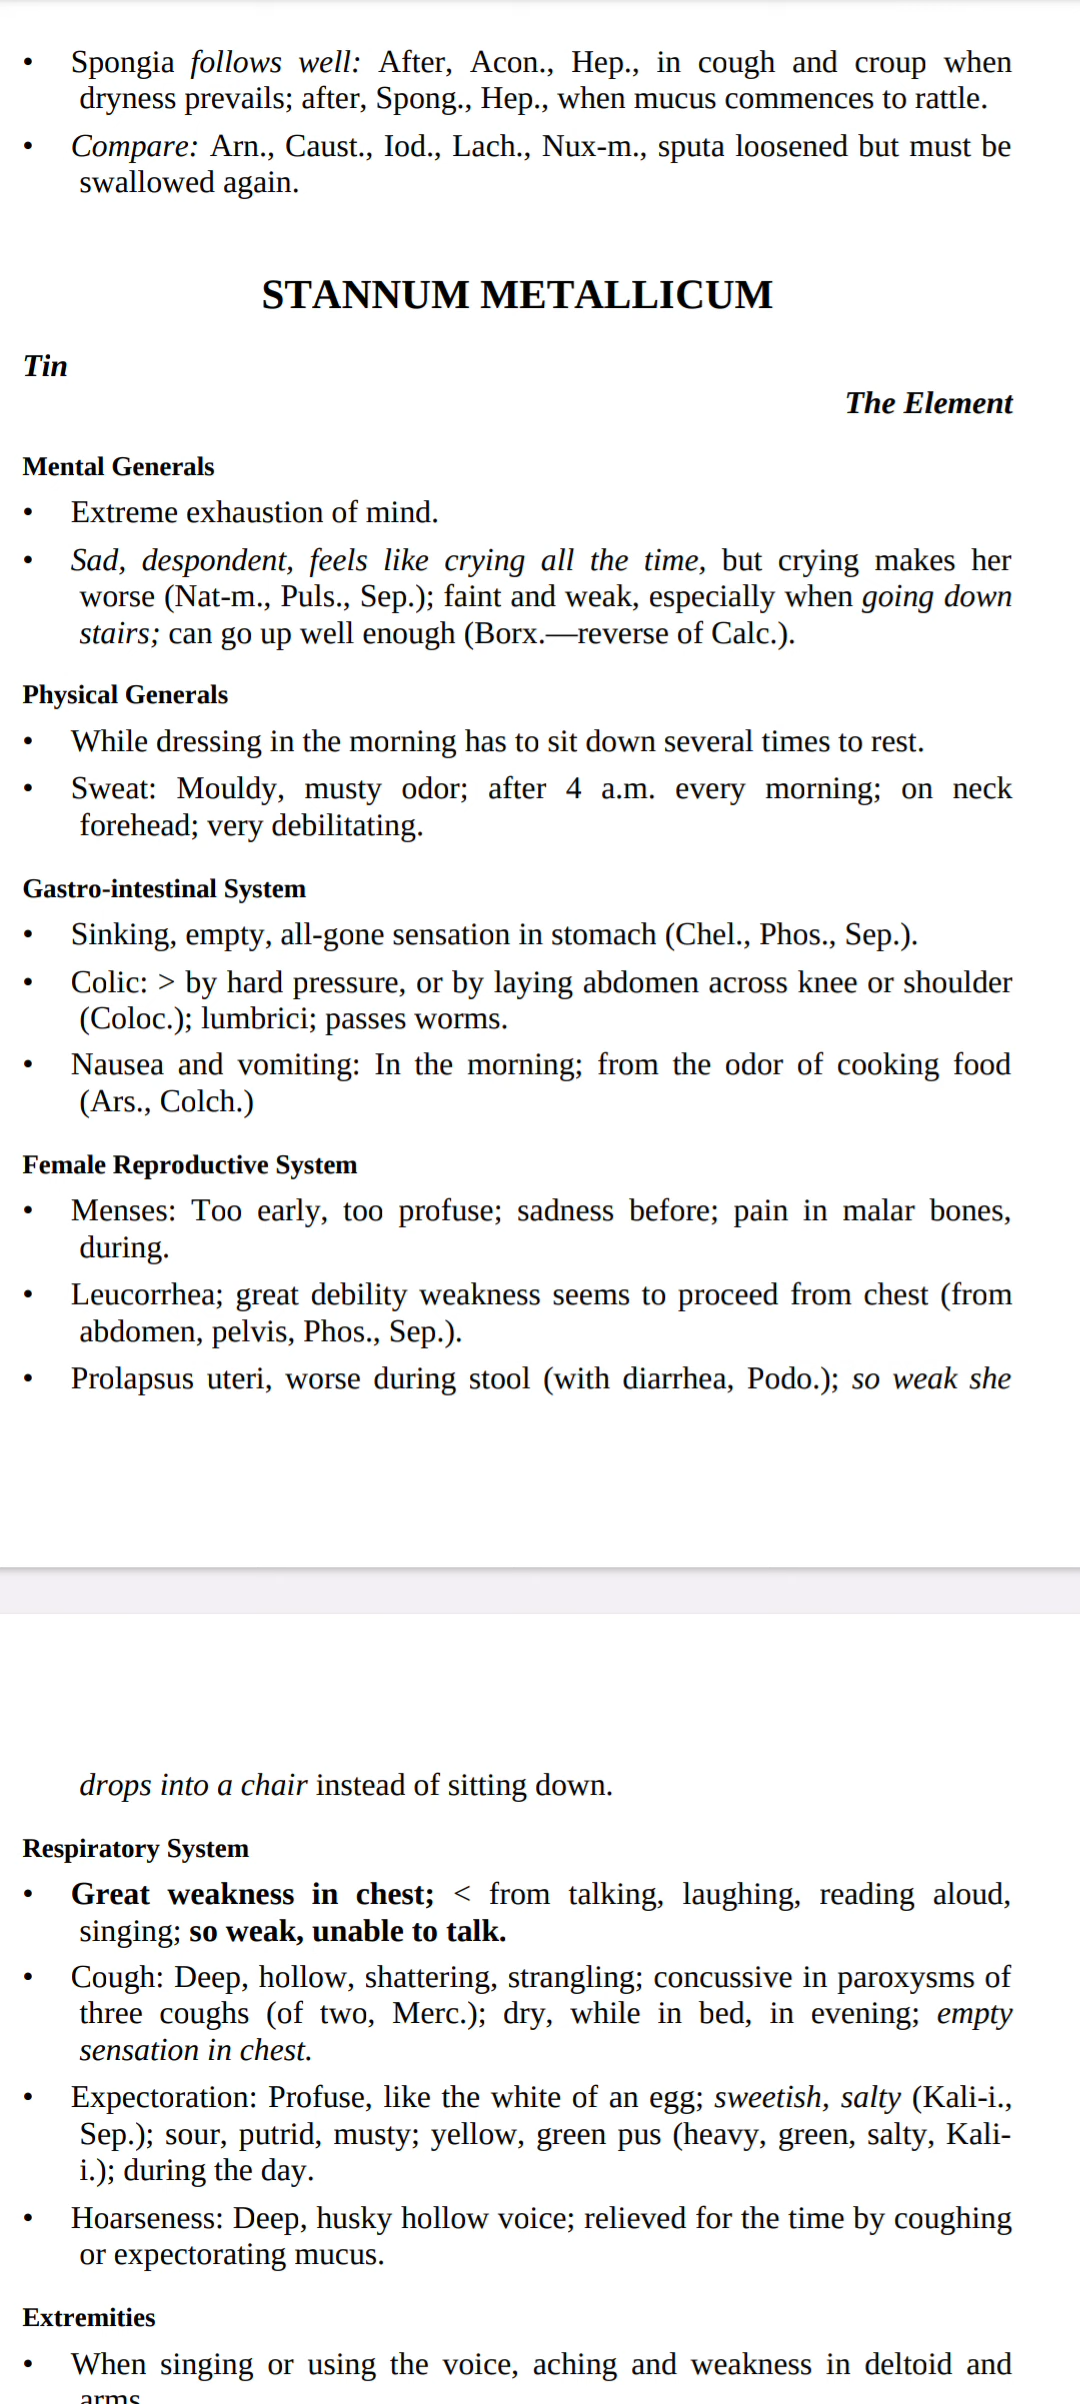 • Spongia follows well: After, Acon., Hep., in cough and croup when
dryness prevails; after, Spong., Hep., when mucus commences to rattle.
• Compare: Arn., Caust., Iod., Lach., Nux-m., sputa loosened but must be
swallowed again.
STANNUM METALLICUM
Tin
The Element
Mental Generals
• Extreme exhaustion of mind.
• Sad, despondent, feels like crying all the time, but crying makes her
worse (Nat-m., Puls., Sep.); faint and weak, especially when going down
stairs; can go up well enough (Borx.—reverse of Calc.).
Physical Generals
• While dressing in the morning has to sit down several times to rest.
• Sweat: Mouldy, musty odor; after 4 a.m. every morning; on neck
forehead; very debilitating.
Gastro-intestinal System
• Sinking, empty, all-gone sensation in stomach (Chel., Phos., Sep.).
• Colic: > by hard pressure, or by laying abdomen across knee or shoulder
(Coloc.); lumbrici; passes worms.
• Nausea and vomiting: In the morning; from the odor of cooking food
(Ars., Colch.)
Female Reproductive System
• Menses: Too early, too profuse; sadness before; pain in malar bones,
during.
• Leucorrhea; great debility weakness seems to proceed from chest (from
abdomen, pelvis, Phos., Sep.).
• Prolapsus uteri, worse during stool (with diarrhea, Podo.); so weak she
drops into a chair instead of sitting down.
Respiratory System
• Great weakness in chest; < from talking, laughing, reading aloud,
singing; so weak, unable to talk.
• Cough: Deep, hollow, shattering, strangling; concussive in paroxysms of
three coughs (of two, Merc.); dry, while in bed, in evening; empty
sensation in chest.
• Expectoration: Profuse, like the white of an egg; sweetish, salty (Kali-i.,
Sep.); sour, putrid, musty; yellow, green pus (heavy, green, salty, Kali-
i.); during the day.
• Hoarseness: Deep, husky hollow voice; relieved for the time by coughing
or expectorating mucus.
Extremities
• When singing or using the voice, aching and weakness in deltoid and
arms